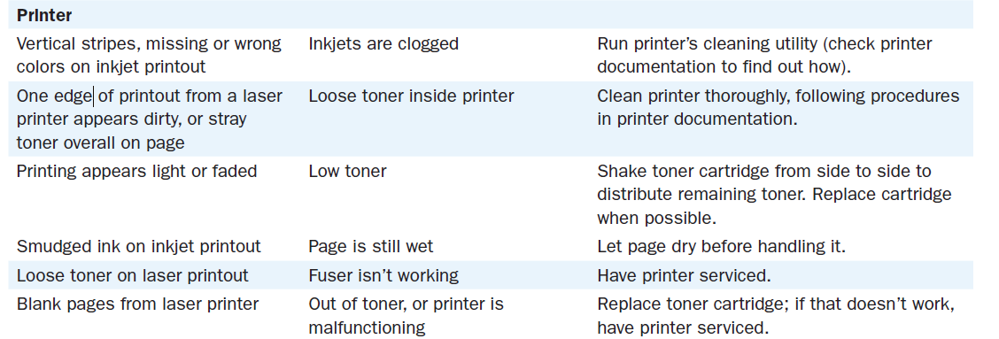 Printer
Vertical stripes, missing or wrong colors on inkjet printout
Inkjets are clogged
Run printer's cleaning utility (check printer documentation to find out how).
One edge of printout from a laser printer appears dirty, or stray toner overall on page
Loose toner inside printer
Clean printer thoroughly, following procedures in printer documentation.
Printing appears light or faded
Low toner
Shake toner cartridge from side to side to distribute remaining toner. Replace cartridge when possible.
Smudged ink on inkjet printout
Page is still wet
Let page dry before handling it.
Loose toner on laser printout
Fuser isn't working
Have printer serviced.
Blank pages from laser printer
Out of toner, or printer is malfunctioning
Replace toner cartridge; if that doesn't work, have printer serviced.